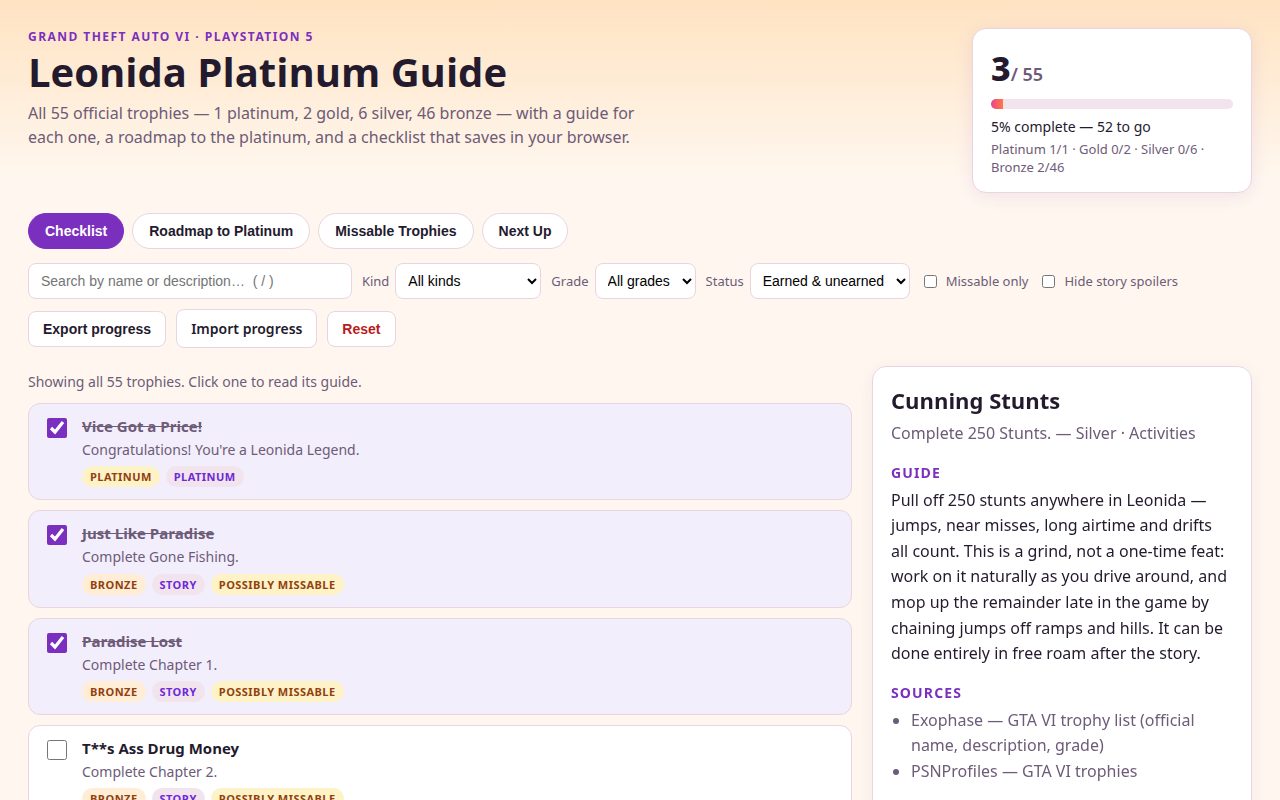 GRAND THEFT AUTO VI · PLAYSTATION 5
Leonida Platinum Guide
All 55 official trophies — 1 platinum, 2 gold, 6 silver, 46 bronze — with a guide for
each one, a roadmap to the platinum, and a checklist that saves in your browser.
3 / 55
5% complete — 52 to go
Platinum 1/1 · Gold 0/2 · Silver 0/6 ·
Bronze 2/46
Checklist Roadmap to Platinum Missable Trophies Next Up
Search by name or description… ( / ) Kind All kinds Grade All grades Status Earned & unearned Missable only Hide story spoilers
Export progress Import progress Reset
Showing all 55 trophies. Click one to read its guide.
Vice Got a Price!
Congratulations! You're a Leonida Legend.
PLATINUM PLATINUM
Just Like Paradise
Complete Gone Fishing.
BRONZE STORY POSSIBLY MISSABLE
Paradise Lost
Complete Chapter 1.
BRONZE STORY POSSIBLY MISSABLE
T**s Ass Drug Money
Complete Chapter 2.
BRONZE STORY POSSIBLY MISSABLE
Cunning Stunts
Complete 250 Stunts. — Silver · Activities
GUIDE
Pull off 250 stunts anywhere in Leonida —
jumps, near misses, long airtime and drifts
all count. This is a grind, not a one-time feat:
work on it naturally as you drive around, and
mop up the remainder late in the game by
chaining jumps off ramps and hills. It can be
done entirely in free roam after the story.
SOURCES
Exophase — GTA VI trophy list (official
name, description, grade)
PSNProfiles — GTA VI trophies